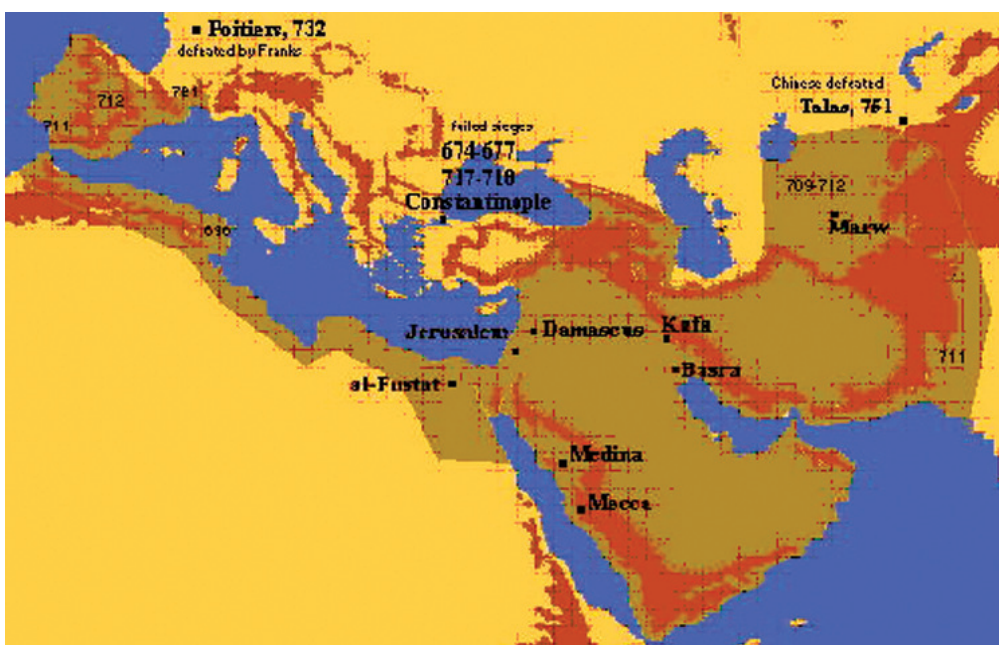 Poitiers, 732
defeated by Franks
Chinese defeated
Talas, 751
712
711
failed sieges
674-677
717-718
Constantinople
709-712
Marw
Jerusalem
Damascus
Kufa
Basra
711
al-Fustat
Medina
Mecca